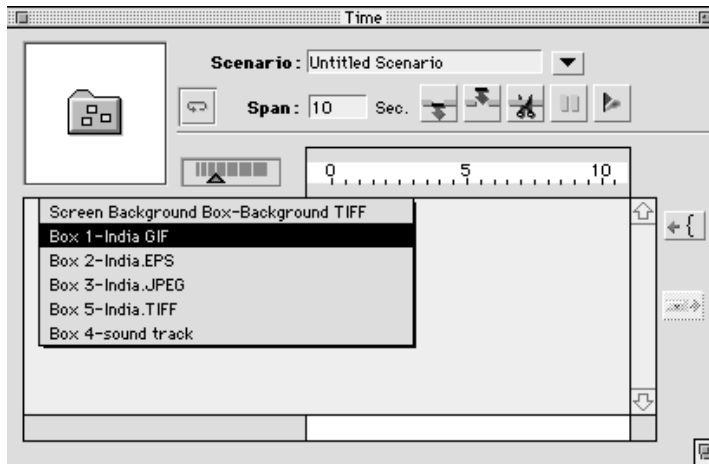 Time
Scenario: Untitled Scenario
Span: 10 Sec.
0 5 10
Screen Background Box-Background TIFF
Box 1-India GIF
Box 2-India.EPS
Box 3-India.JPEG
Box 5-India.TIFF
Box 4-sound track